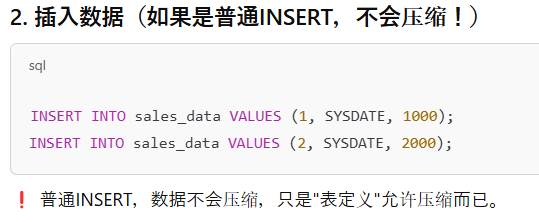 2. 插入数据（如果是普通INSERT，不会压缩！）
sql
INSERT INTO sales_data VALUES (1, SYSDATE, 1000);
INSERT INTO sales_data VALUES (2, SYSDATE, 2000);
❗ 普通INSERT，数据不会压缩，只是"表定义"允许压缩而已。